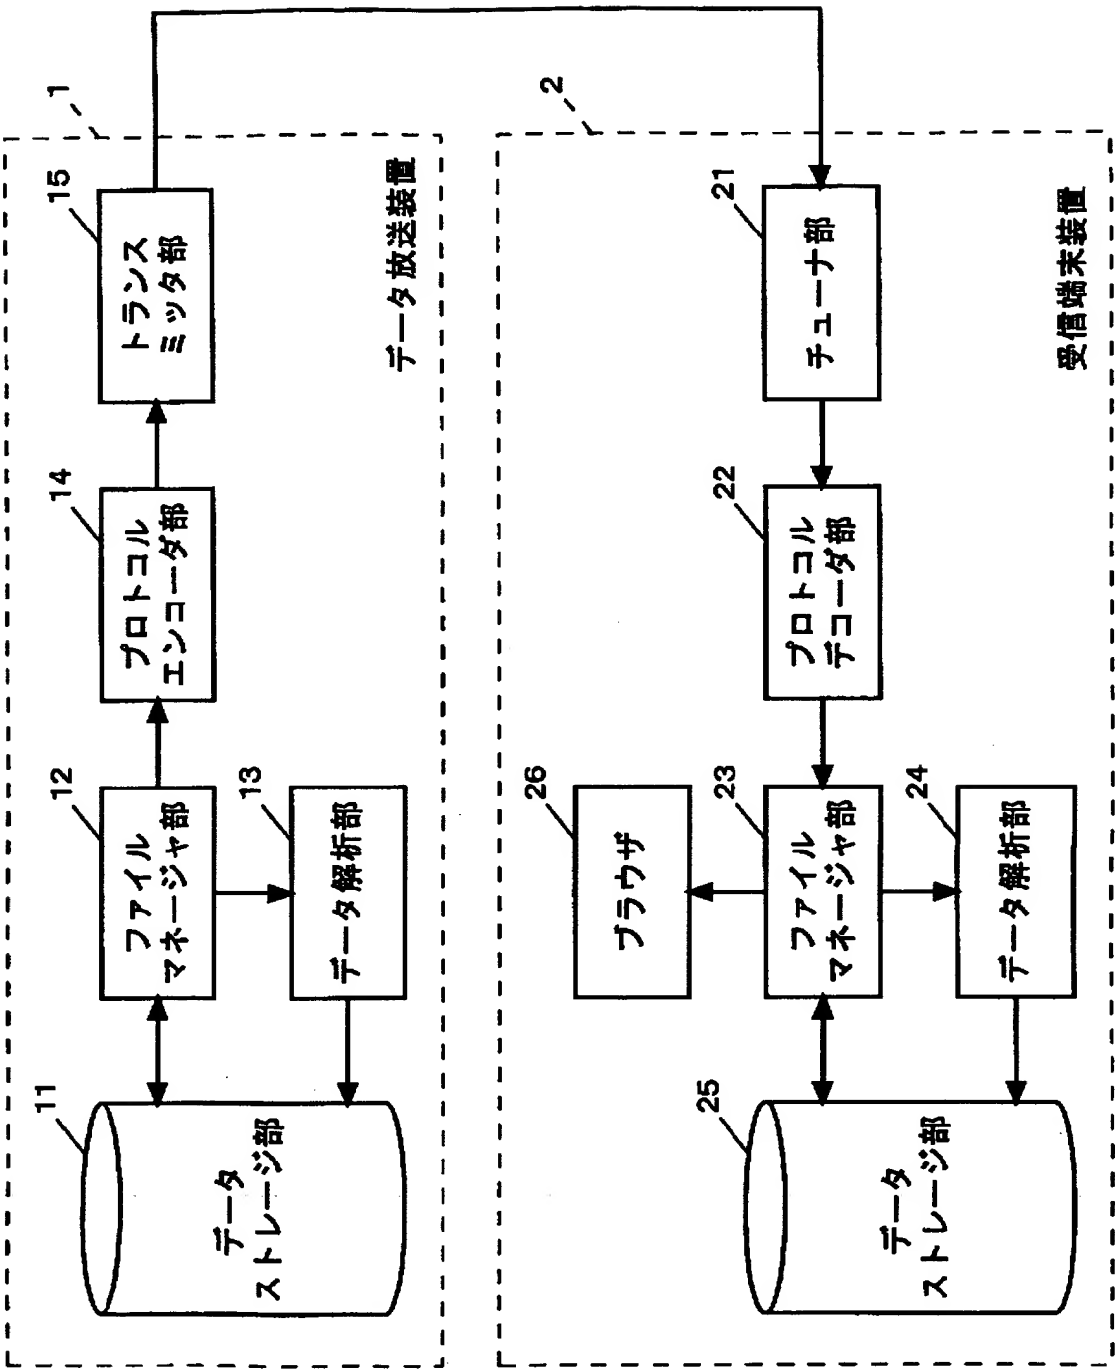 1
11
データ
ストレージ部
12
ファイル
マネージャ部
13
データ解析部
14
プロトコル
エンコーダ部
15
トランス
ミッタ部
データ放送装置
2
21
チューナ部
22
プロトコル
デコーダ部
23
ファイル
マネージャ部
24
データ解析部
25
データ
ストレージ部
26
ブラウザ
受信端末装置